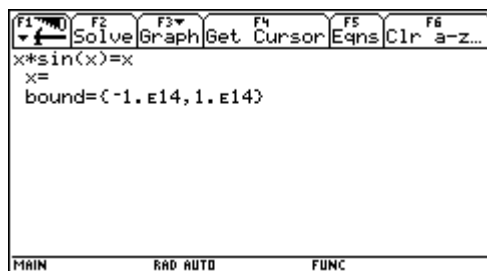 F1 F2 F3 F4 F5 F6
Solve Graph Get Cursor Eqns Clr a-z…
x*sin(x)=x
x=
bound={-1.E14,1.E14}
MAIN RAD AUTO FUNC